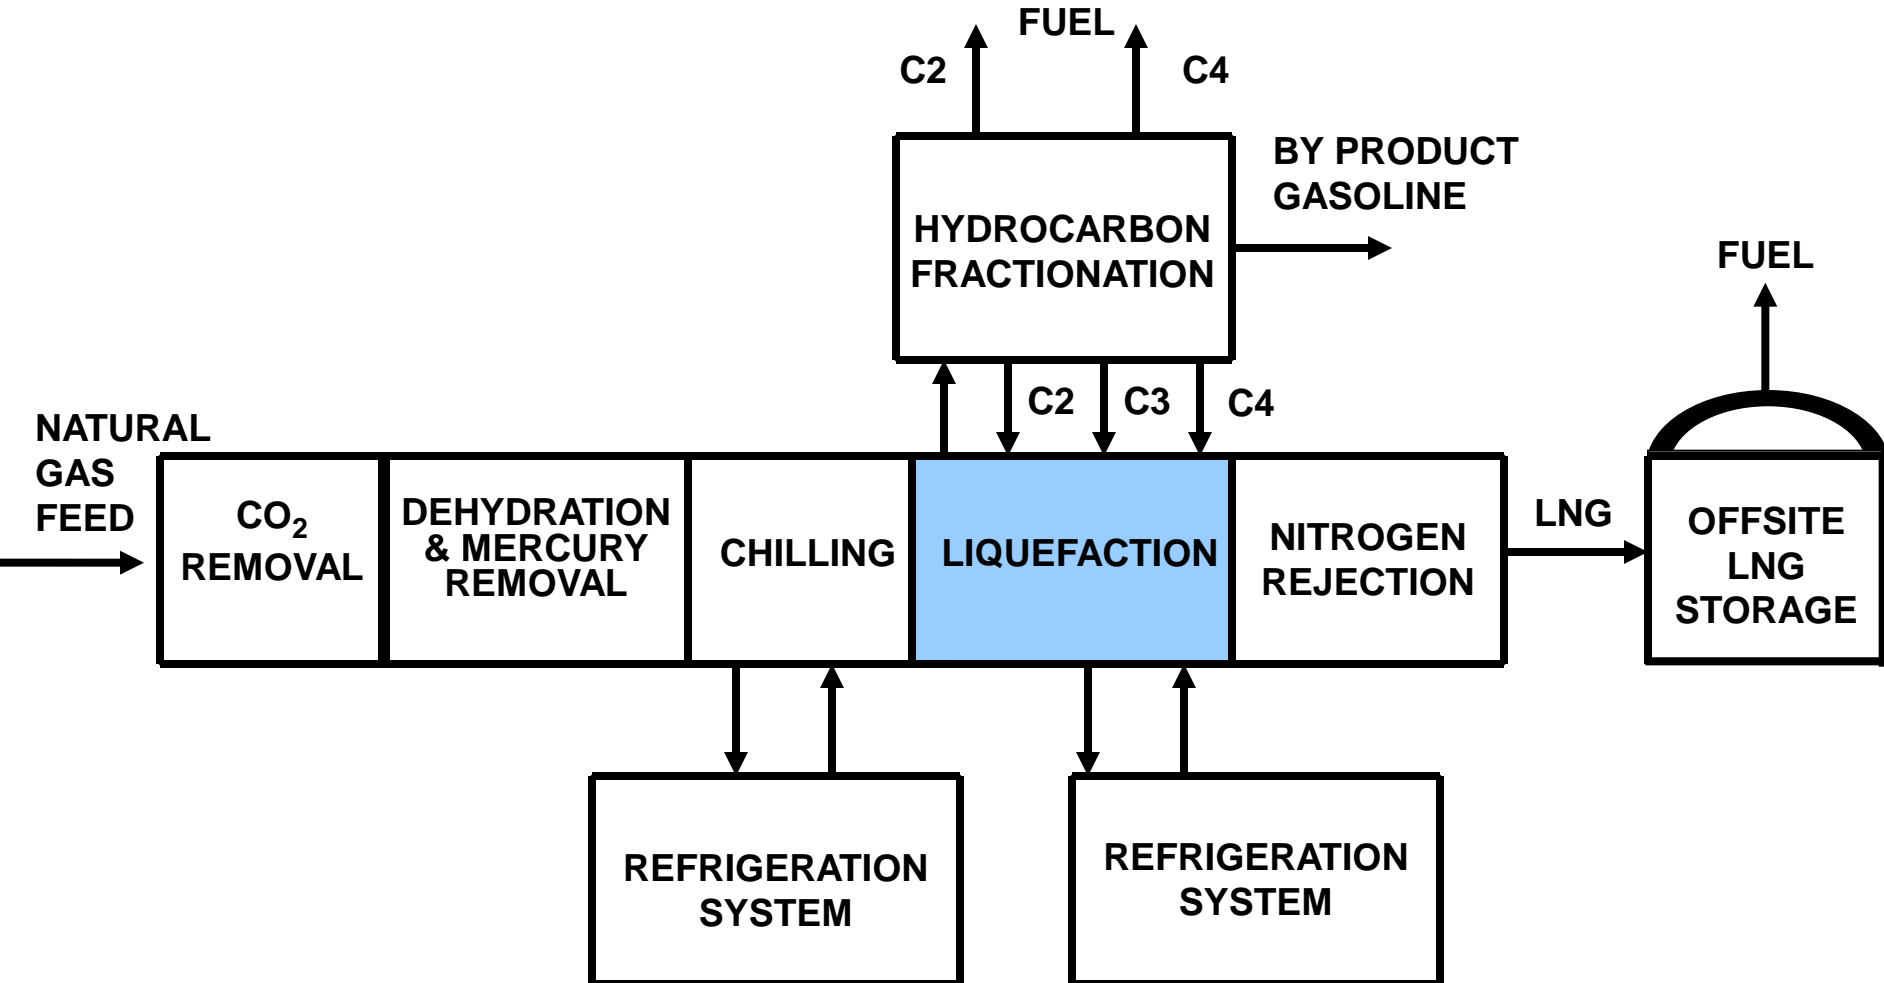 FUEL
C2
C4
BY PRODUCT
GASOLINE
HYDROCARBON
FRACTIONATION
FUEL
C2
C3
C4
NATURAL
GAS
FEED
CO₂
REMOVAL
DEHYDRATION
& MERCURY
REMOVAL
CHILLING
LIQUEFACTION
NITROGEN
REJECTION
LNG
OFFSITE
LNG
STORAGE
REFRIGERATION
SYSTEM
REFRIGERATION
SYSTEM